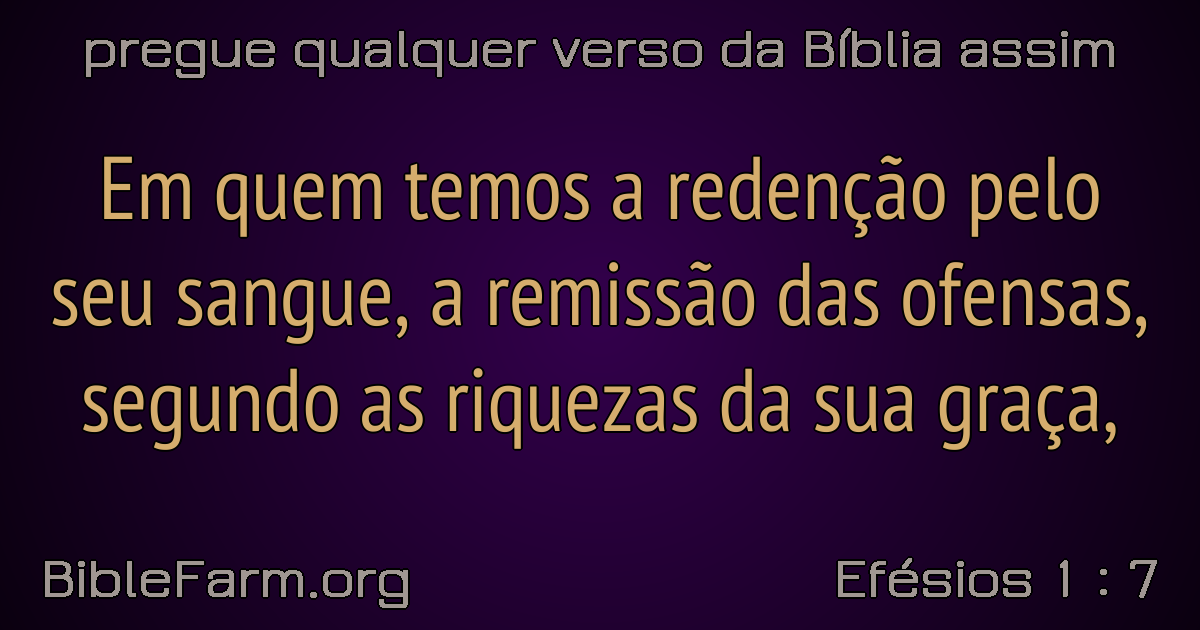 pregue qualquer verso da Bíblia assim
Em quem temos a redenção pelo
seu sangue, a remissão das ofensas,
segundo as riquezas da sua graça,
BibleFarm.org
Efésios 1 : 7